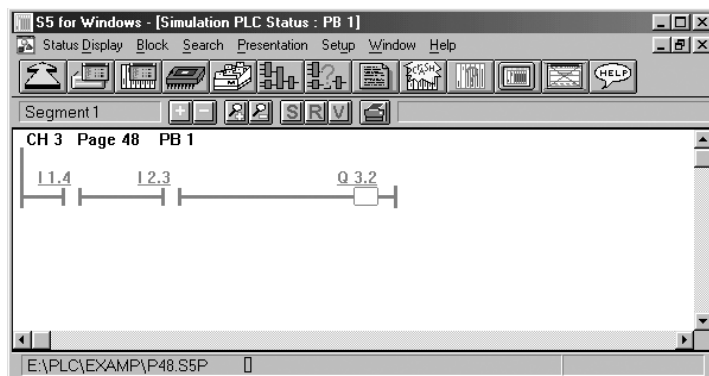 S5 for Windows - [Simulation PLC Status : PB 1]
Status Display Block Search Presentation Setup Window Help
CRASH HELP
Segment 1 + - S R V
CH 3 Page 48 PB 1
I 1.4 I 2.3 Q 3.2
E:\PLC\EXAMP\P48.S5P